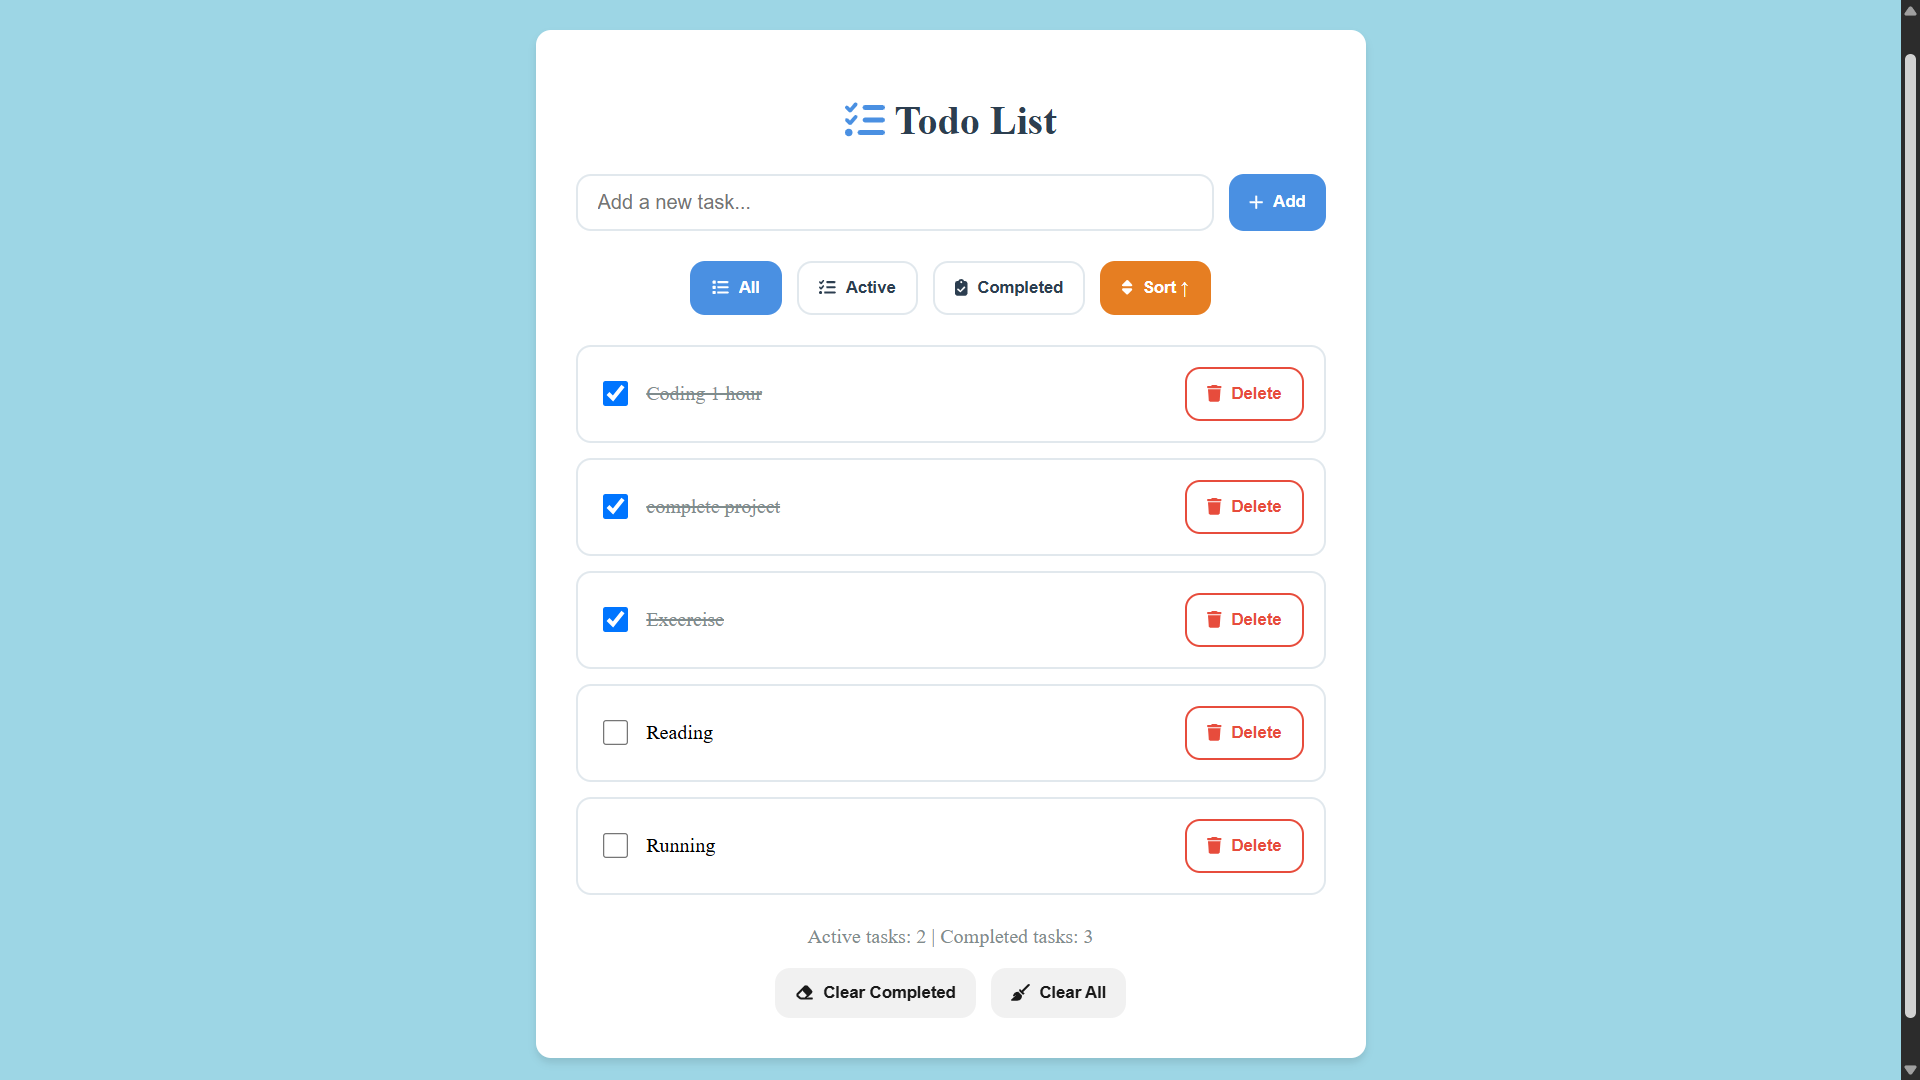 Todo List
Add a new task...
+ Add
All
Active
Completed
Sort ↑
Coding 1 hour
Delete
complete project
Delete
Excercise
Delete
Reading
Delete
Running
Delete
Active tasks: 2 | Completed tasks: 3
Clear Completed
Clear All